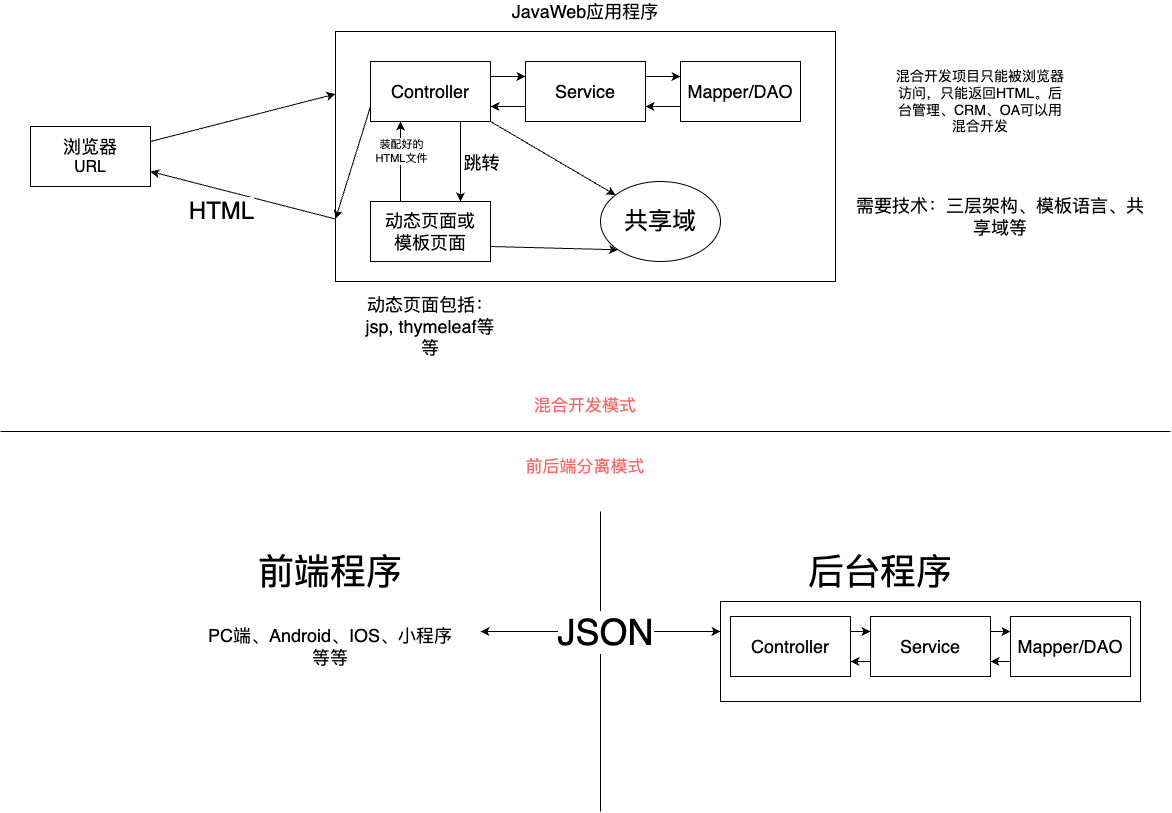 JavaWeb应用程序
混合开发项目只能被浏览器
访问，只能返回HTML。后
台管理、CRM、OA可以用
混合开发
Controller
Service
Mapper/DAO
浏览器
URL
装配好的
HTML文件
跳转
HTML
动态页面或
模板页面
共享域
需要技术：三层架构、模板语言、共
享域等
动态页面包括：
jsp, thymeleaf等
等
混合开发模式
前后端分离模式
前端程序
后台程序
PC端、Android、IOS、小程序
等等
JSON
Controller
Service
Mapper/DAO